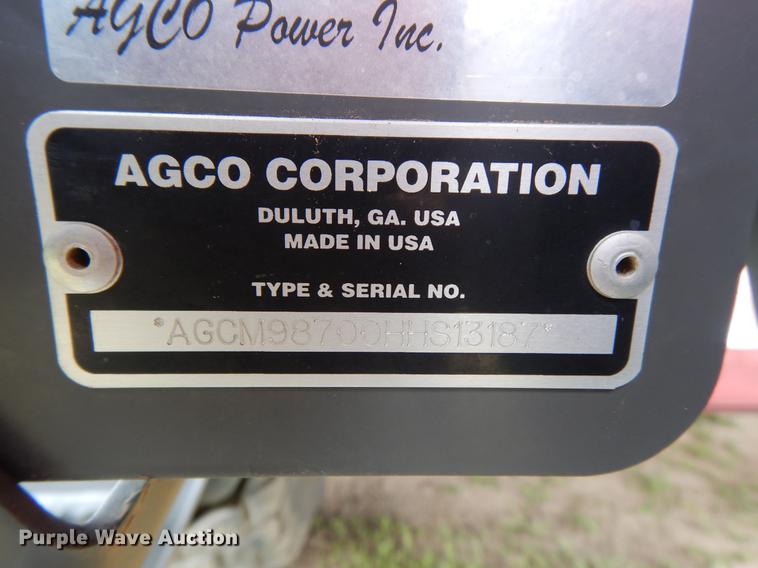 AGCO Power Inc.
AGCO CORPORATION
DULUTH, GA. USA
MADE IN USA
TYPE & SERIAL NO.
*AGCM98700HHS13187*
Purple Wave Auction